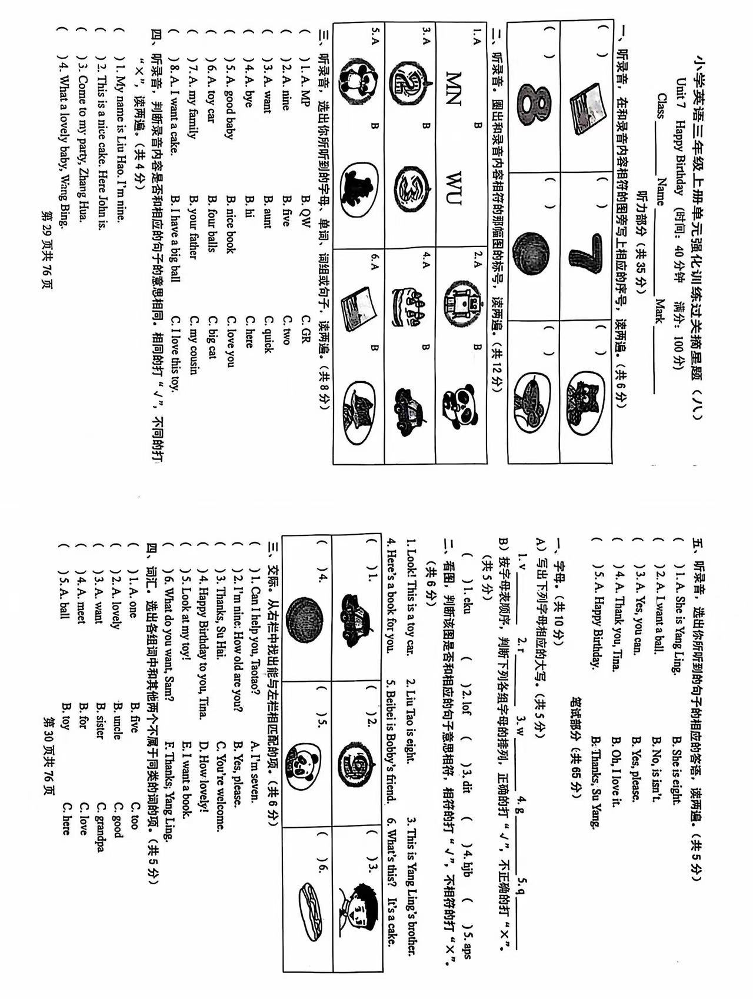 小学英语三年级上册单元强化训练过关摘星题（八）
Unit 7 Happy Birthday （时间：40 分钟 满分：100 分）
Class ______ Name ______ Mark ______
听力部分（共 35 分）
一、听录音，在和录音内容相符的图旁写上相应的序号，读两遍。（共 6 分）
( ) ( ) 7 ( )
( ) 8 ( ) ( )
二、听录音。圈出和录音内容相符的那幅图的标号，读两遍。（共 12 分）
1. A MN B WU 2. A B
3. A 2 B 3 4. A B
5. A B 6. A B
三、听录音，选出你所听到的字母、单词、词组或句子，读两遍。（共 8 分）
( ) 1. A. MP B. QW C. GR
( ) 2. A. nine B. five C. two
( ) 3. A. want B. aunt C. quick
( ) 4. A. bye B. hi C. here
( ) 5. A. good baby B. nice book C. love you
( ) 6. A. toy car B. four balls C. big cat
( ) 7. A. my family B. your father C. my cousin
( ) 8. A. I want a cake. B. I have a big ball C. I love this toy.
四、听录音，判断录音内容是否和相应的句子的意思相同。相同的打“√”，不同的打
“×”，读两遍。（共 4 分）
( ) 1. My name is Liu Hao. I'm nine.
( ) 2. This is a nice cake. Here John is.
( ) 3. Come to my party, Zhang Hua.
( ) 4. What a lovely baby, Wang Bing.
第 29 页共 76 页
五、听录音，选出你所听到的句子的相应的答语，读两遍。（共 5 分）
( ) 1. A. She is Yang Ling. B. She is eight.
( ) 2. A. I want a ball. B. No, is isn't.
( ) 3. A. Yes, you can. B. Yes, please.
( ) 4. A. Thank you, Tina. B. Oh, I love it.
( ) 5. A. Happy Birthday. B. Thanks, Su Yang.
笔试部分（共 65 分）
一、字母。（共 10 分）
A）写出下列字母相应的大写。（共 5 分）
1. v ______ 2. r ______ 3. w ______ 4. g ______ 5. q ______
B）按字母表顺序，判断下列各组字母的排列，正确的打“√”，不正确的打“×”。
（共 5 分）
( ) 1. eku ( ) 2. lof ( ) 3. dit ( ) 4. hjb ( ) 5. aps
二、看图，判断该图是否和相应的句子意思相符，相符的打“√”，不相符的打“×”。
（共 6 分）
1. Look! This is a toy car. 2. Liu Tao is eight. 3. This is Yang Ling's brother.
4. Here's a book for you. 5. Beibei is Bobby's friend. 6. What's this? It's a cake.
( ) 1. ( ) 2. ( ) 3.
( ) 4. ( ) 5. ( ) 6.
三、交际。从右栏中找出能与左栏相匹配的项。（共 6 分）
( ) 1. Can I help you, Taotao? A. I'm seven.
( ) 2. I'm nine: How old are you? B. Yes, please.
( ) 3. Thanks, Su Hai. C. You're welcome.
( ) 4. Happy Birthday to you, Tina. D. How lovely!
( ) 5. Look at my toy! E. I want a book.
( ) 6. What do you want, Sam? F. Thanks; Yang Ling.
四、词汇。选出各组词中和其他两个不属于同类的词的项。（共 5 分）
( ) 1. A. one B. five C. too
( ) 2. A. lovely B. uncle C. good
( ) 3. A. want B. sister C. grandpa
( ) 4. A. meet B. for C. love
( ) 5. A. ball B. toy C. here
第 30 页共 76 页